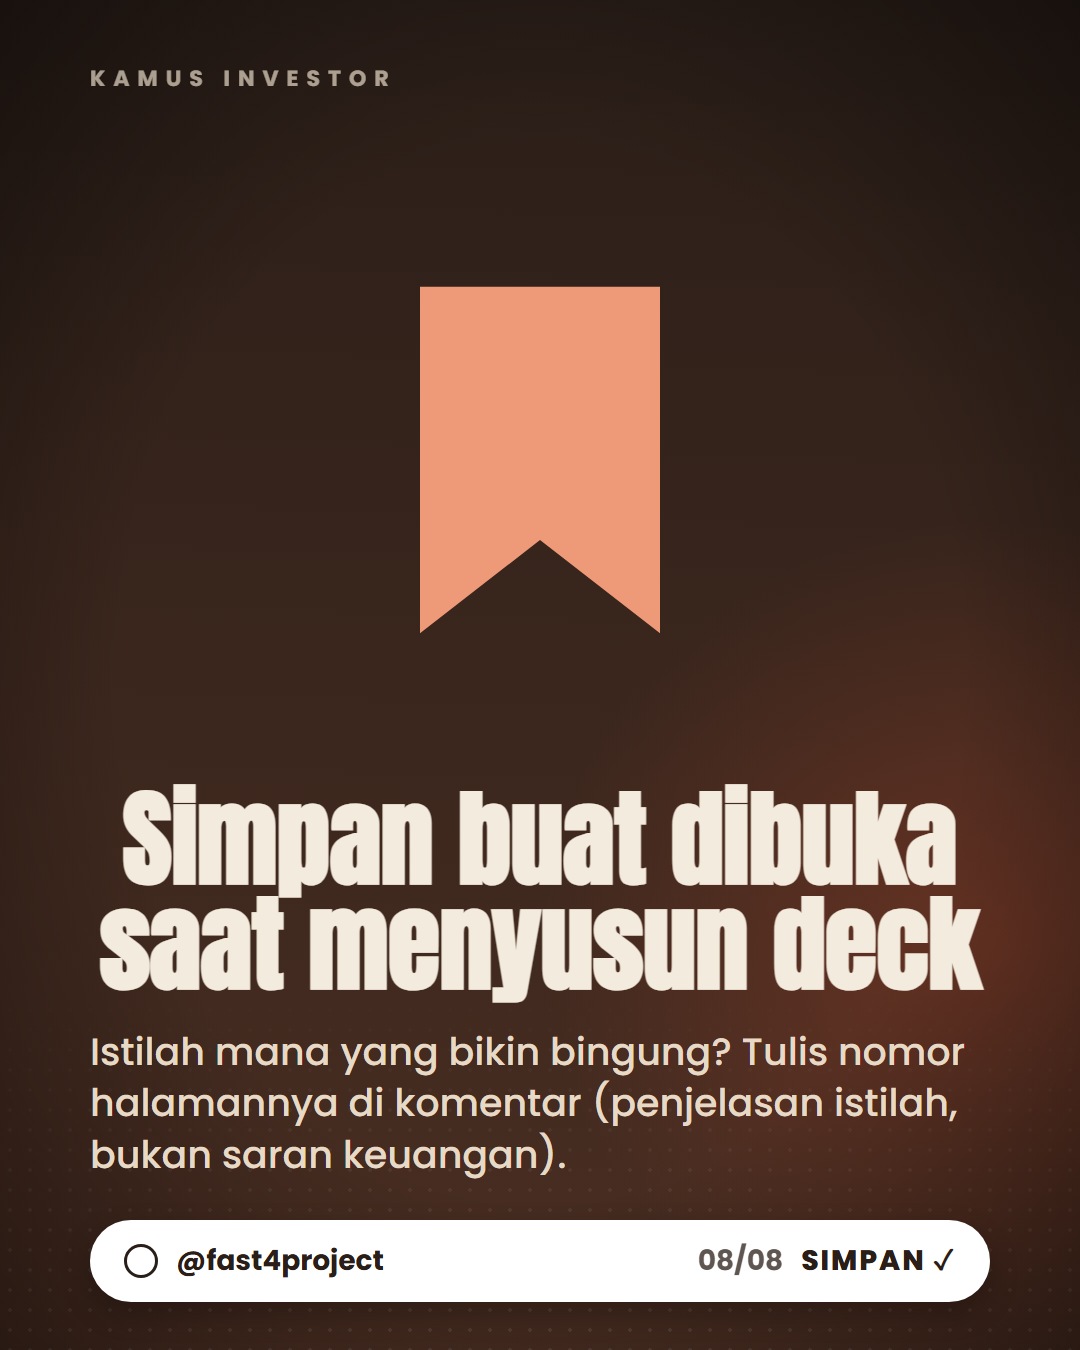 KAMUS INVESTOR
Simpan buat dibuka
saat menyusun deck
Istilah mana yang bikin bingung? Tulis nomor
halamannya di komentar (penjelasan istilah,
bukan saran keuangan).
@fast4project 08/08 SIMPAN ✓